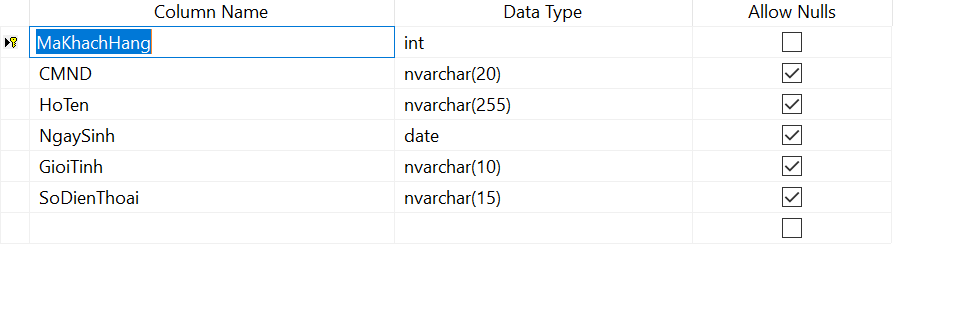 Column Name Data Type Allow Nulls
MaKhachHang int
CMND nvarchar(20)
HoTen nvarchar(255)
NgaySinh date
GioiTinh nvarchar(10)
SoDienThoai nvarchar(15)